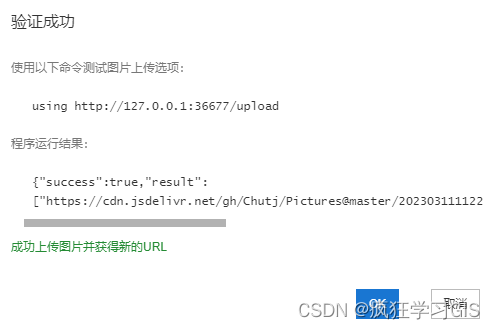 验证成功
使用以下命令测试图片上传选项:
using http://127.0.0.1:36677/upload
程序运行结果:
{"success":true,"result":
["https://cdn.jsdelivr.net/gh/Chutj/Pictures@master/202303111122
成功上传图片并获得新的URL
OK 取消
CSDN @疯狂学习GIS